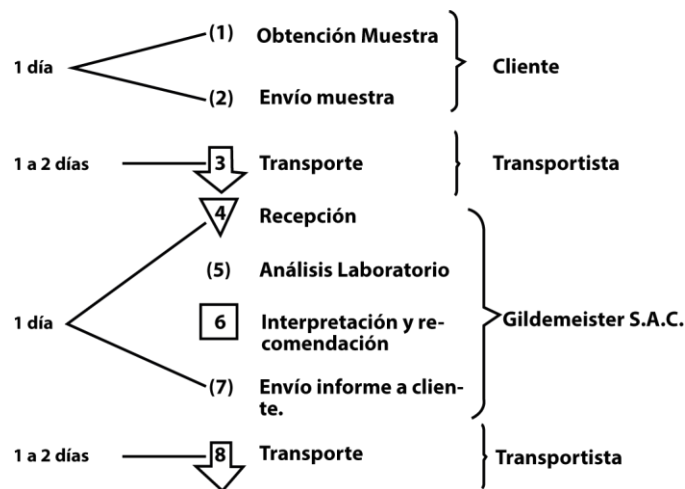 (1) Obtención Muestra
1 día
Cliente
(2) Envío muestra
1 a 2 días
3 Transporte
Transportista
4 Recepción
(5) Análisis Laboratorio
1 día
6 Interpretación y re-
comendación
Gildemeister S.A.C.
(7) Envío informe a clien-
te.
1 a 2 días
8 Transporte
Transportista